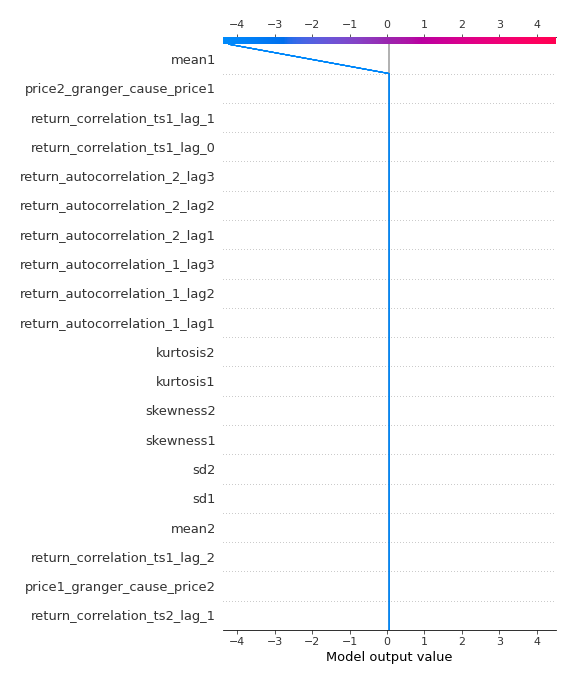 −4 −3 −2 −1 0 1 2 3 4
mean1
price2_granger_cause_price1
return_correlation_ts1_lag_1
return_correlation_ts1_lag_0
return_autocorrelation_2_lag3
return_autocorrelation_2_lag2
return_autocorrelation_2_lag1
return_autocorrelation_1_lag3
return_autocorrelation_1_lag2
return_autocorrelation_1_lag1
kurtosis2
kurtosis1
skewness2
skewness1
sd2
sd1
mean2
return_correlation_ts1_lag_2
price1_granger_cause_price2
return_correlation_ts2_lag_1
−4 −3 −2 −1 0 1 2 3 4
Model output value